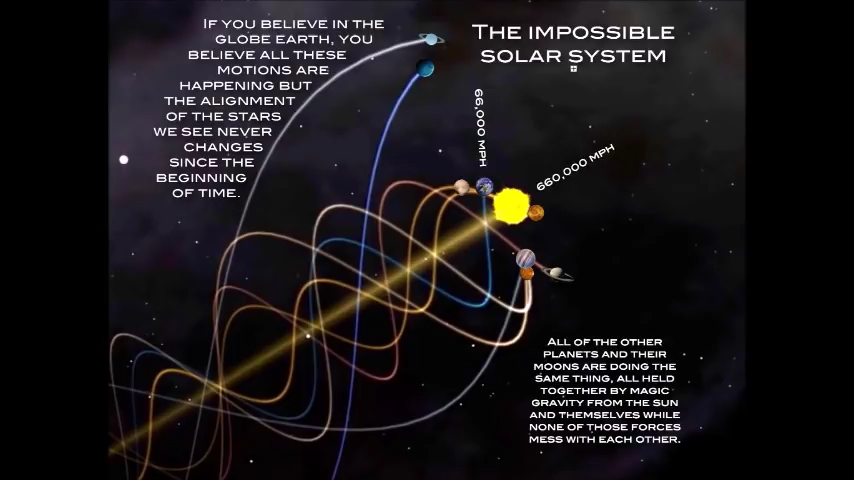 If you believe in the
globe earth, you
believe all these
motions are
happening but
the alignment
of the stars
we see never
changes
since the
beginning
of time.
The impossible
solar system
66,000 mph
660,000 mph
All of the other
planets and their
moons are doing the
same thing, all held
together by magic
gravity from the sun
and themselves while
none of those forces
mess with each other.